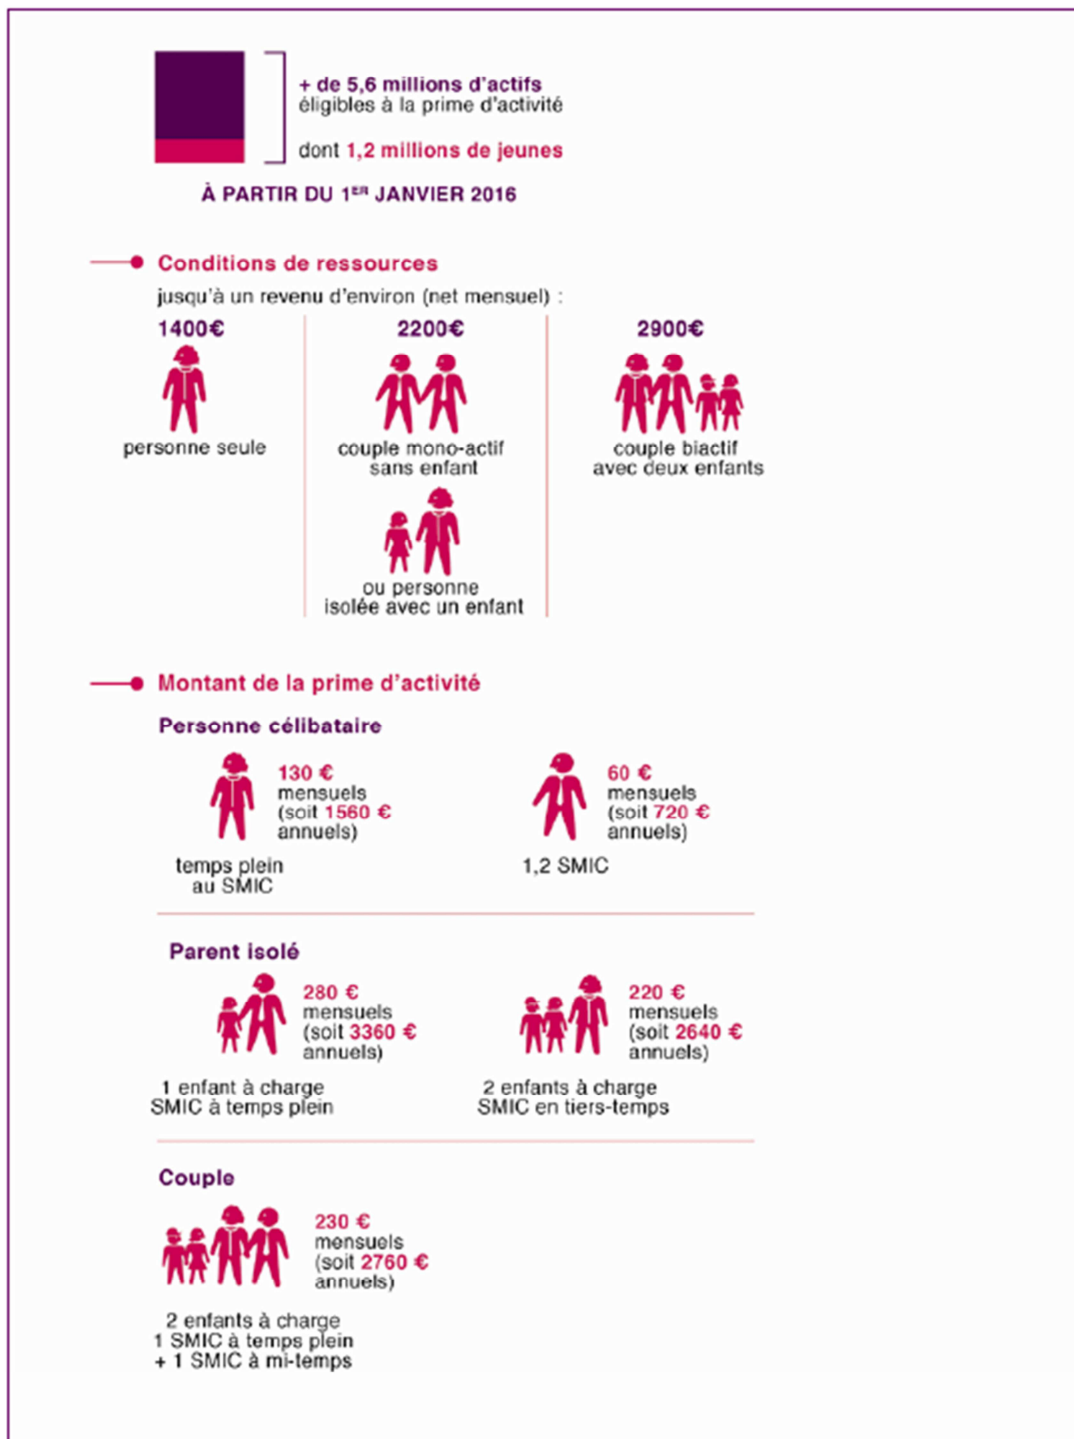 + de 5,6 millions d'actifs
éligibles à la prime d'activité
dont 1,2 millions de jeunes
À PARTIR DU 1ER JANVIER 2016
Conditions de ressources
jusqu'à un revenu d'environ (net mensuel) :
1400€
personne seule
2200€
couple mono-actif
sans enfant
ou personne
isolée avec un enfant
2900€
couple biactif
avec deux enfants
Montant de la prime d'activité
Personne célibataire
130 €
mensuels
(soit 1560 €
annuels)
temps plein
au SMIC
60 €
mensuels
(soit 720 €
annuels)
1,2 SMIC
Parent isolé
280 €
mensuels
(soit 3360 €
annuels)
1 enfant à charge
SMIC à temps plein
220 €
mensuels
(soit 2640 €
annuels)
2 enfants à charge
SMIC en tiers-temps
Couple
230 €
mensuels
(soit 2760 €
annuels)
2 enfants à charge
1 SMIC à temps plein
+ 1 SMIC à mi-temps